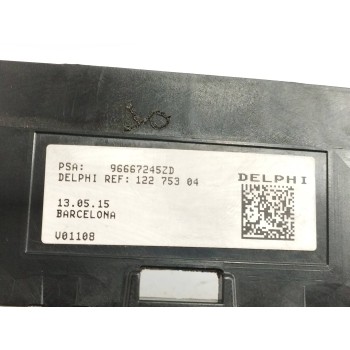 PSA: 96667245ZD
DELPHI
DELPHI REF: 122 753 04
13.05.15
BARCELONA
V01108